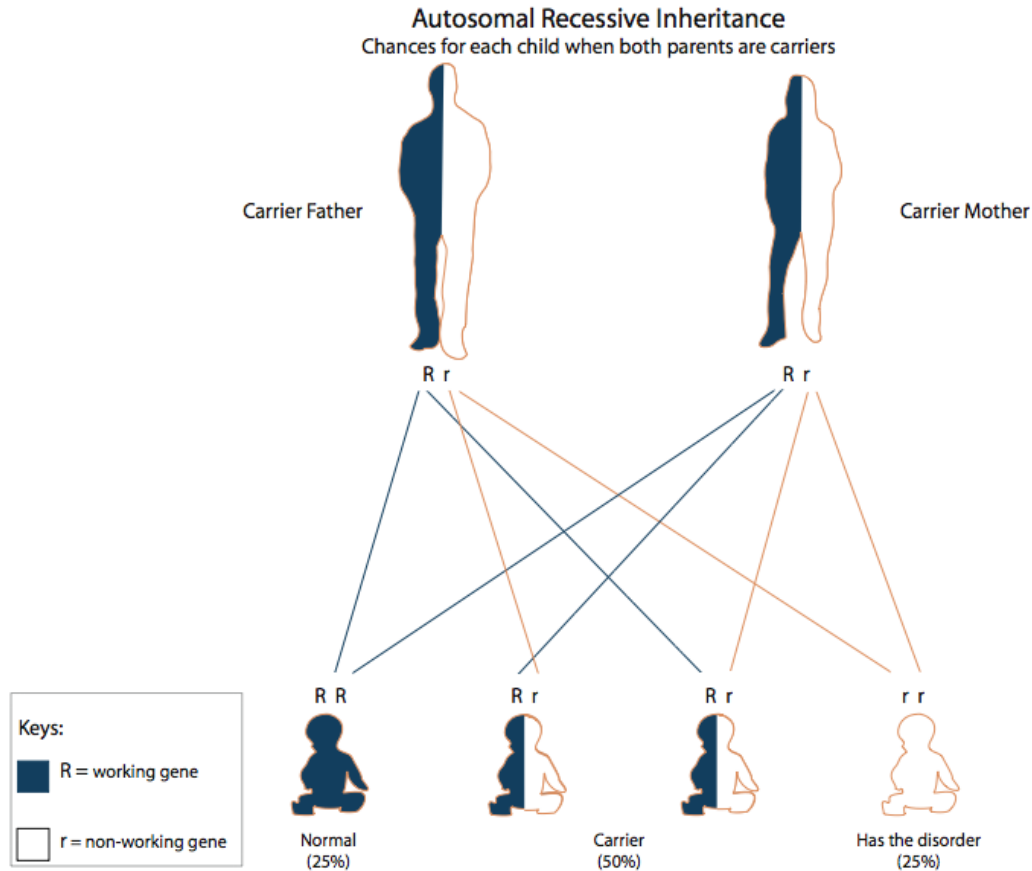 Autosomal Recessive Inheritance
Chances for each child when both parents are carriers
Carrier Father
Carrier Mother
R r
R r
R R
R r
R r
r r
Keys:
R = working gene
r = non-working gene
Normal
(25%)
Carrier
(50%)
Has the disorder
(25%)